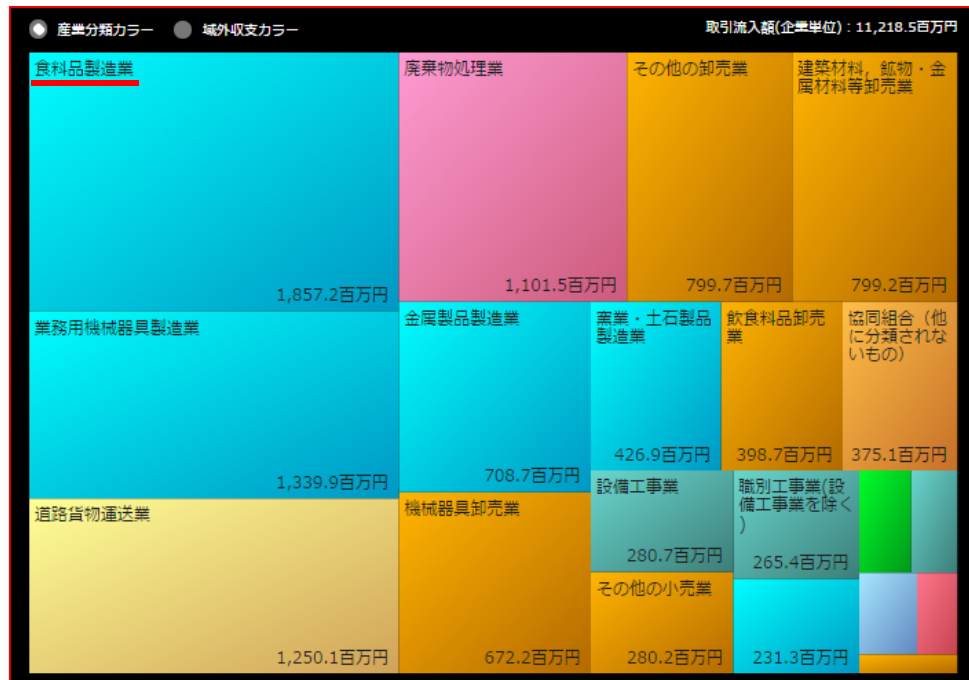 産業分類カラー 域外収支カラー 取引流入額(企業単位)：11,218.5百万円
食料品製造業
1,857.2百万円
廃棄物処理業
1,101.5百万円
その他の卸売業
799.7百万円
建築材料，鉱物・金
属材料等卸売業
799.2百万円
業務用機械器具製造業
1,339.9百万円
金属製品製造業
708.7百万円
窯業・土石製品
製造業
426.9百万円
飲食料品卸売
業
398.7百万円
協同組合（他
に分類されな
いもの）
375.1百万円
道路貨物運送業
1,250.1百万円
機械器具卸売業
672.2百万円
設備工事業
280.7百万円
職別工事業(設
備工事業を除く
)
265.4百万円
その他の小売業
280.2百万円
231.3百万円